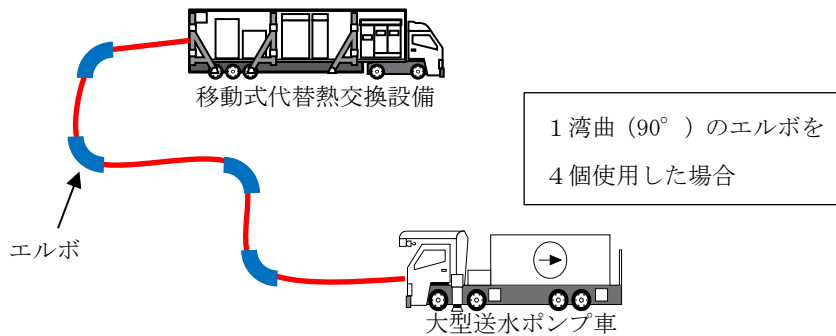 移動式代替熱交換設備
1湾曲（90°）のエルボを
4個使用した場合
エルボ
大型送水ポンプ車